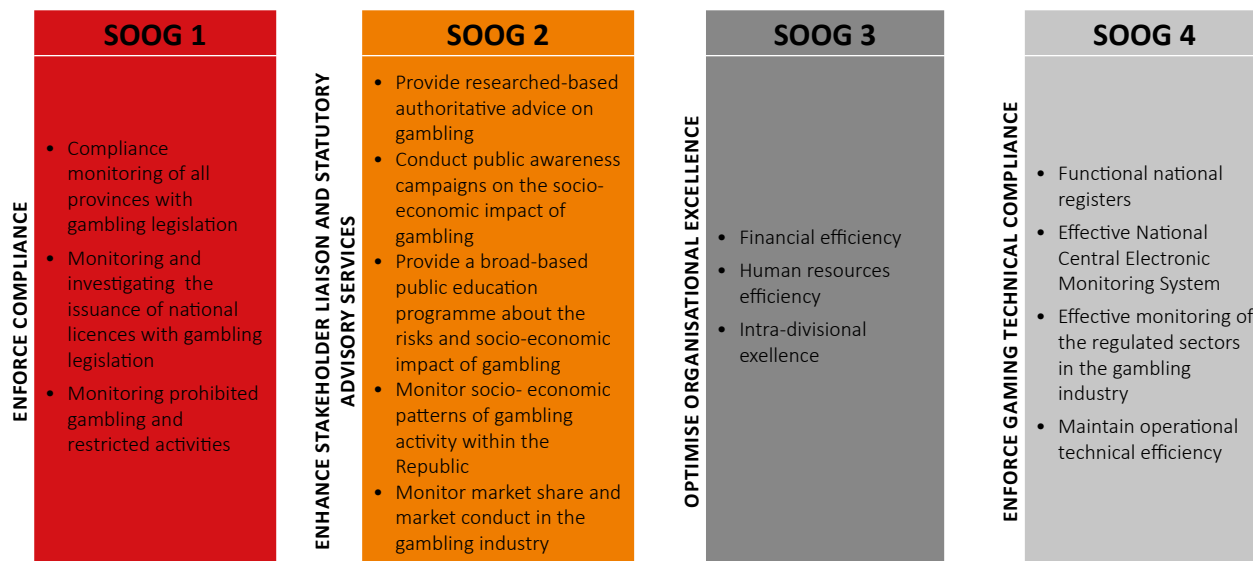 SOOG 1
ENFORCE COMPLIANCE
• Compliance
monitoring of all
provinces with
gambling legislation
• Monitoring and
investigating the
issuance of national
licences with gambling
legislation
• Monitoring prohibited
gambling and
restricted activities
SOOG 2
ENHANCE STAKEHOLDER LIAISON AND STATUTORY
ADVISORY SERVICES
• Provide researched-based
authoritative advice on
gambling
• Conduct public awareness
campaigns on the socio-
economic impact of
gambling
• Provide a broad-based
public education
programme about the
risks and socio-economic
impact of gambling
• Monitor socio- economic
patterns of gambling
activity within the
Republic
• Monitor market share and
market conduct in the
gambling industry
SOOG 3
OPTIMISE ORGANISATIONAL EXCELLENCE
• Financial efficiency
• Human resources
efficiency
• Intra-divisional
exellence
SOOG 4
ENFORCE GAMING TECHNICAL COMPLIANCE
• Functional national
registers
• Effective National
Central Electronic
Monitoring System
• Effective monitoring of
the regulated sectors
in the gambling
industry
• Maintain operational
technical efficiency